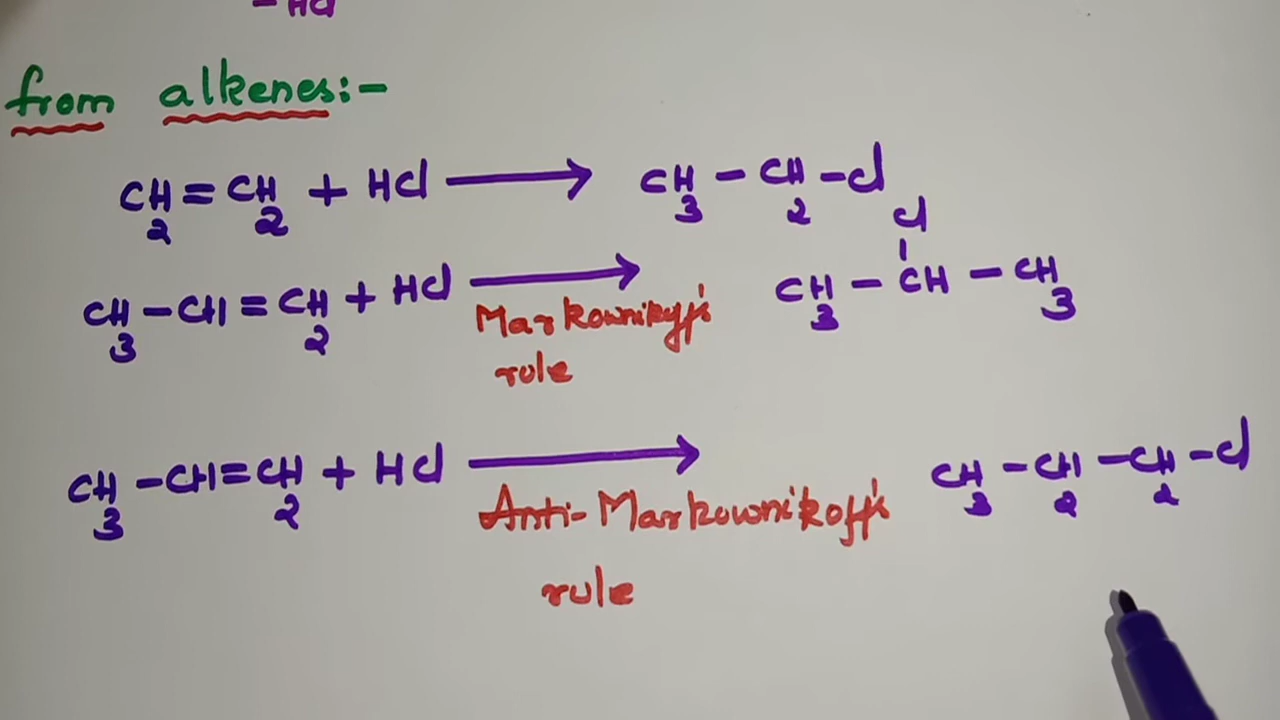 - HCl
from alkenes:-
CH₂=CH₂ + HCl ⟶ CH₃-CH₂-Cl
Cl
CH₃-CH=CH₂ + HCl ⟶ CH₃-CH-CH₃
Markownikoff's
rule
CH₃-CH=CH₂ + HCl ⟶ CH₃-CH₂-CH₂-Cl
Anti-Markownikoff's
rule